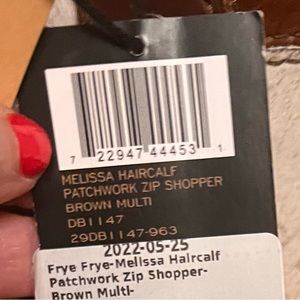 7 22947 44453 1
MELISSA HAIRCALF
PATCHWORK ZIP SHOPPER
BROWN MULTI
DB1147
29DB1147-963
2022-05-25
Frye Frye-Melissa Haircalf
Patchwork Zip Shopper-
Brown Multi-